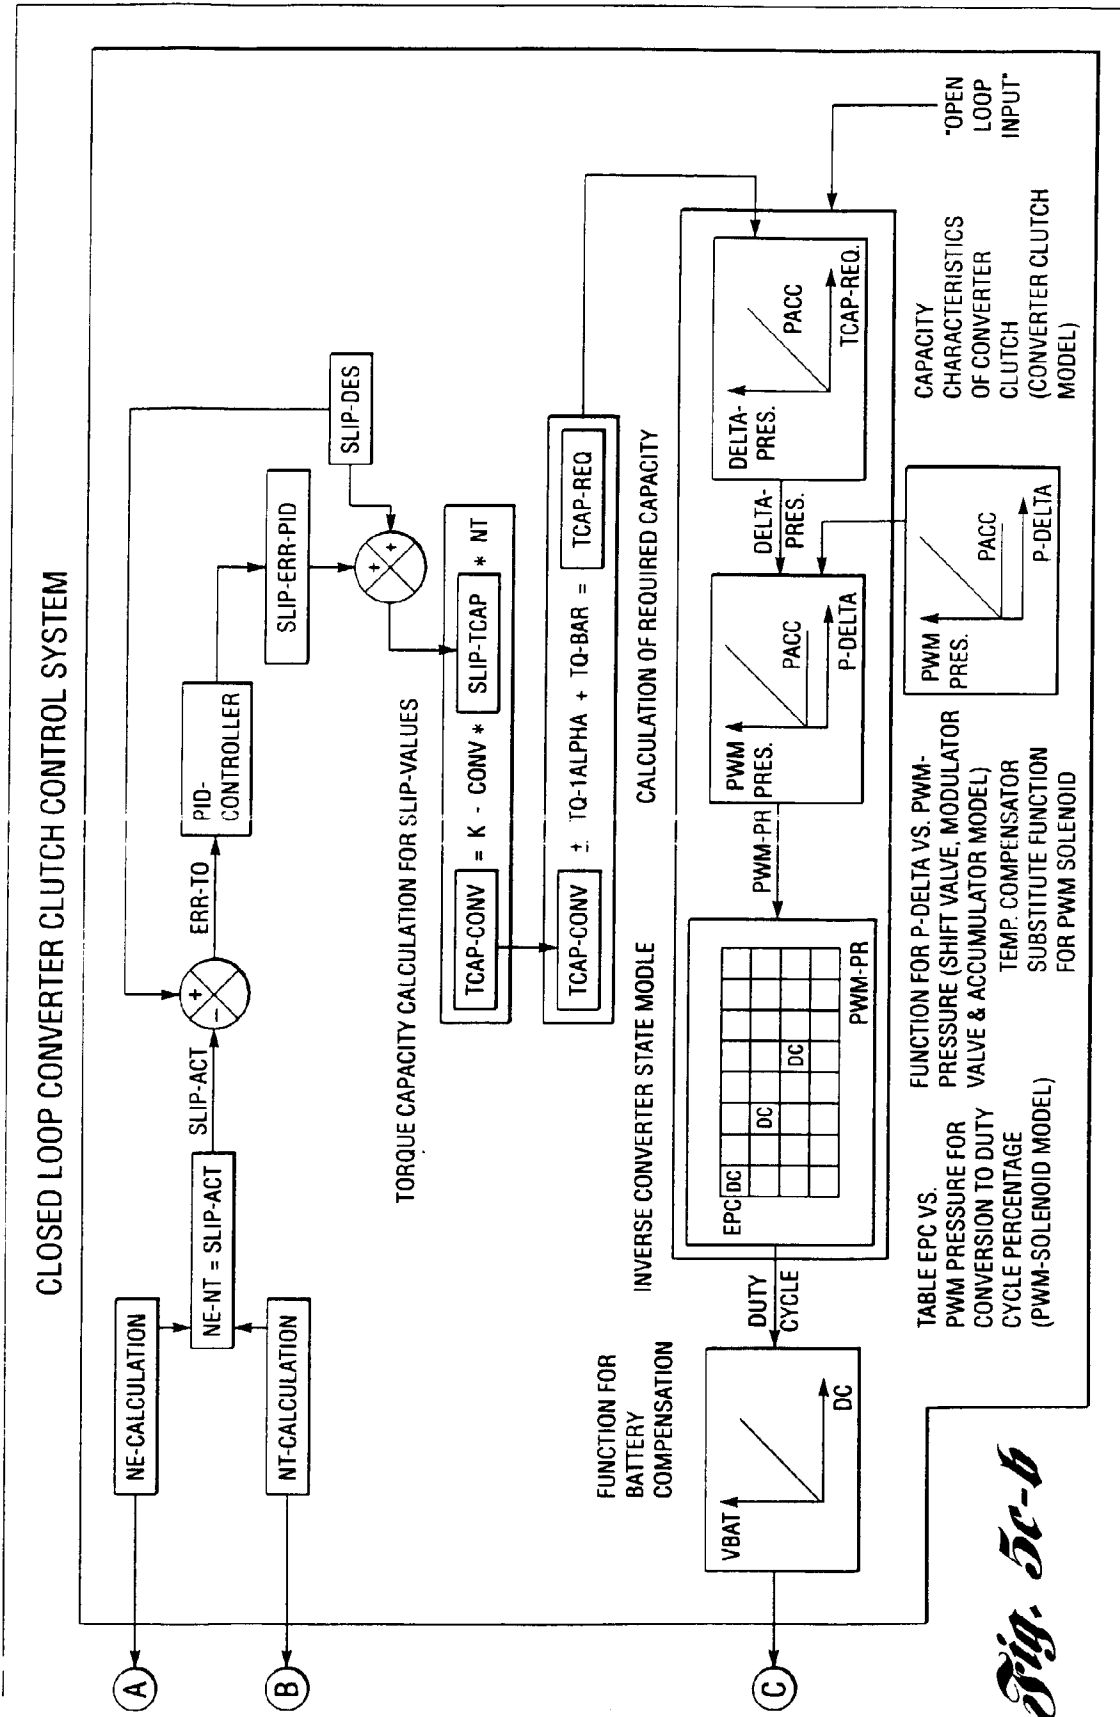 CLOSED LOOP CONVERTER CLUTCH CONTROL SYSTEM
A
NE-CALCULATION
NE-NT = SLIP-ACT
SLIP-ACT
+
-
ERR-TO
PID-
CONTROLLER
SLIP-ERR-PID
SLIP-DES
+
+
B
NT-CALCULATION
TORQUE CAPACITY CALCULATION FOR SLIP-VALUES
TCAP-CONV = K - CONV * SLIP-TCAP * NT
TCAP-CONV ± TQ-1ALPHA + TQ-BAR = TCAP-REQ
CALCULATION OF REQUIRED CAPACITY
INVERSE CONVERTER STATE MODLE
FUNCTION FOR
BATTERY
COMPENSATION
C
VBAT
DC
DUTY
CYCLE
EPC
DC
DC
DC
PWM-PR
PWM-PR
PWM
PRES.
PACC
P-DELTA
DELTA-
PRES.
DELTA-
PRES.
PACC
TCAP-REQ.
"OPEN
LOOP
INPUT"
TABLE EPC VS.
PWM PRESSURE FOR
CONVERSION TO DUTY
CYCLE PERCENTAGE
(PWM-SOLENOID MODEL)
FUNCTION FOR P-DELTA VS. PWM-
PRESSURE (SHIFT VALVE, MODULATOR
VALVE & ACCUMULATOR MODEL)
TEMP. COMPENSATOR
SUBSTITUTE FUNCTION
FOR PWM SOLENOID
PWM
PRES.
PACC
P-DELTA
CAPACITY
CHARACTERISTICS
OF CONVERTER
CLUTCH
(CONVERTER CLUTCH
MODEL)
Fig. 5c-b